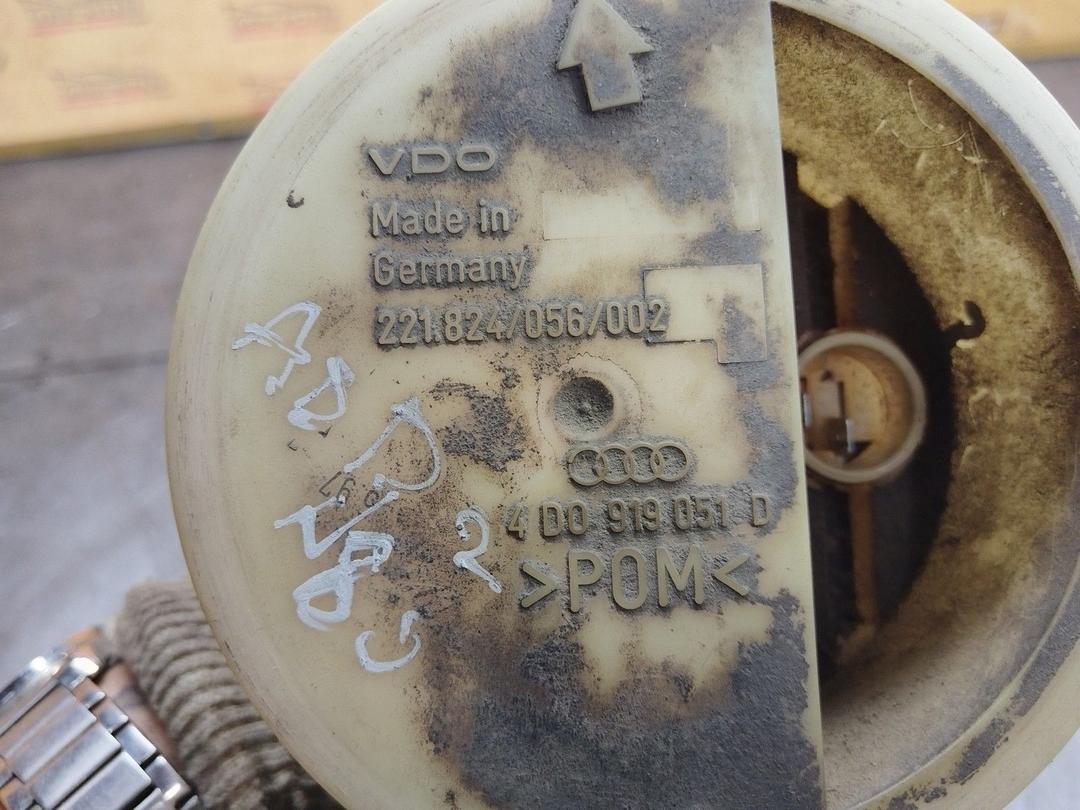 VDO
Made in
Germany
221.824/056/002
4 D0 919 051 D
>POM<